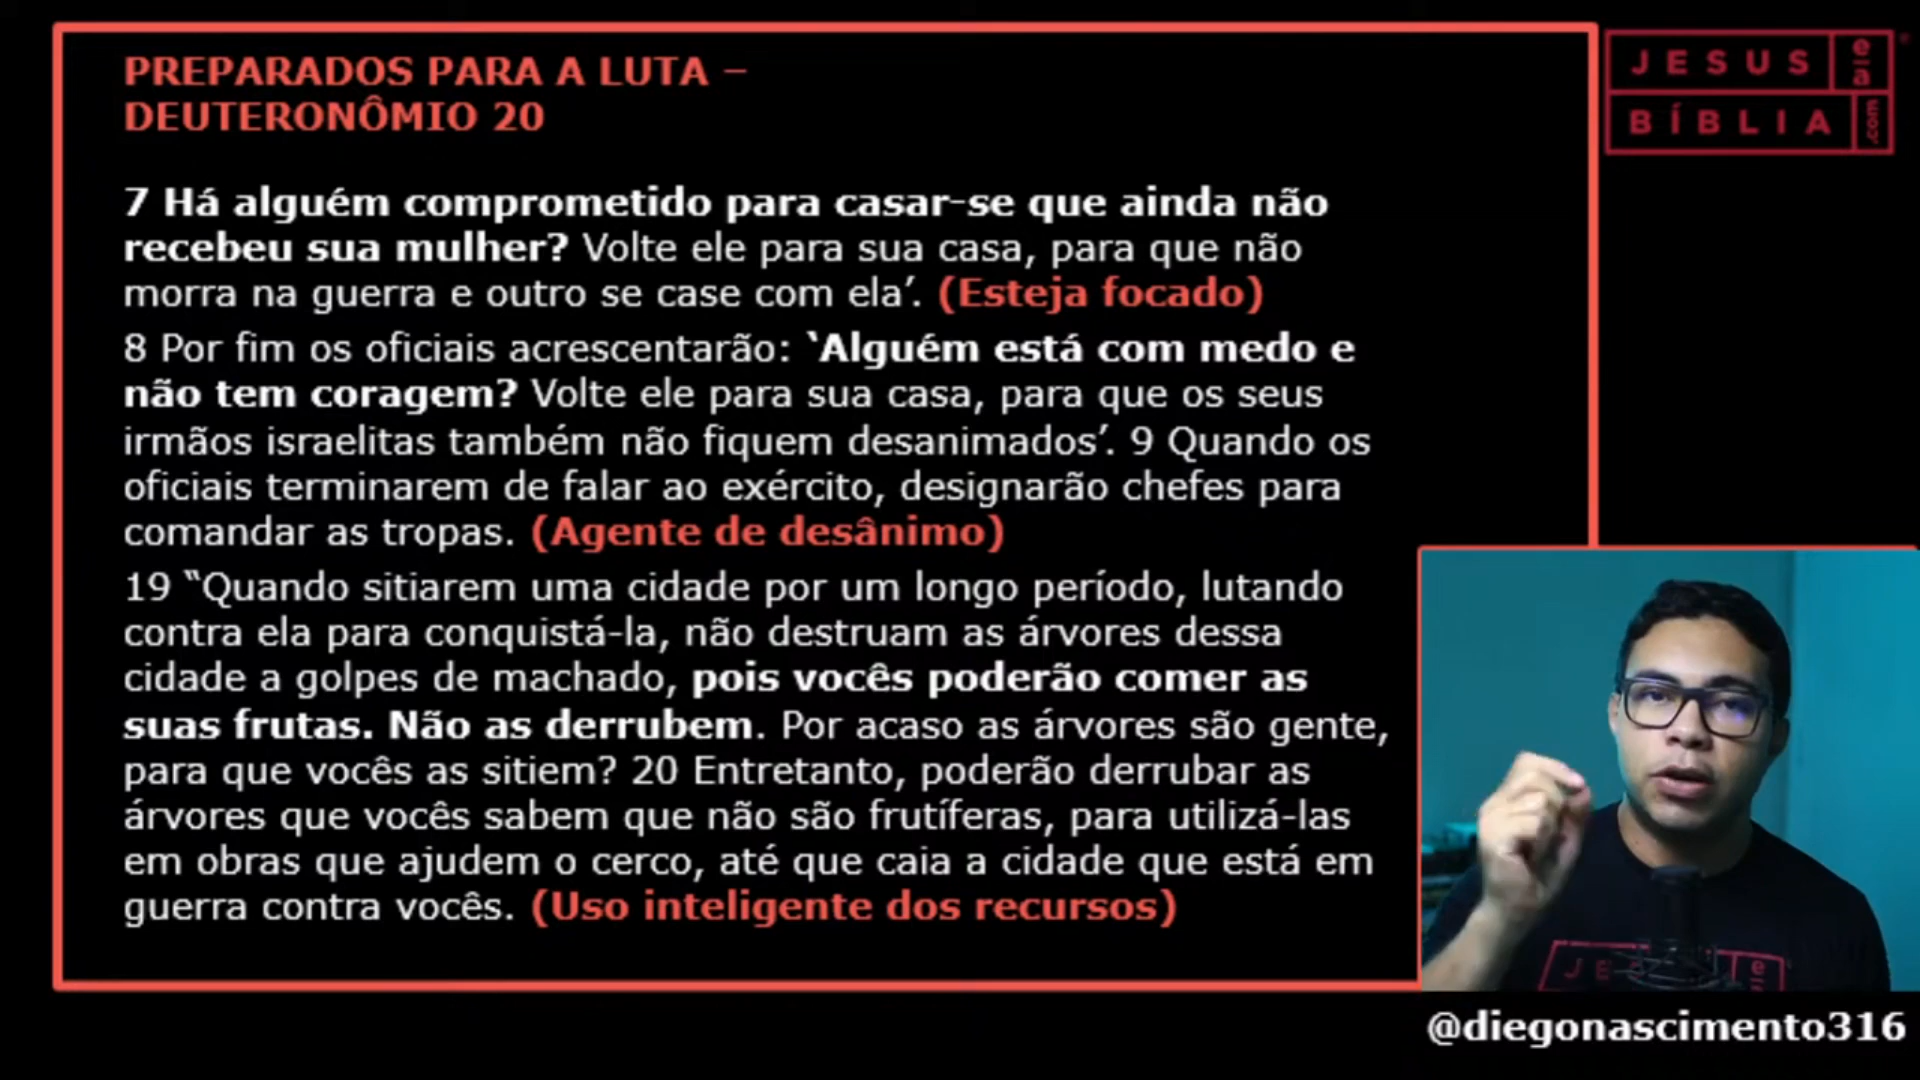 PREPARADOS PARA A LUTA –
DEUTERONÔMIO 20
7 Há alguém comprometido para casar-se que ainda não
recebeu sua mulher? Volte ele para sua casa, para que não
morra na guerra e outro se case com ela’. (Esteja focado)
8 Por fim os oficiais acrescentarão: ‘Alguém está com medo e
não tem coragem? Volte ele para sua casa, para que os seus
irmãos israelitas também não fiquem desanimados’. 9 Quando os
oficiais terminarem de falar ao exército, designarão chefes para
comandar as tropas. (Agente de desânimo)
19 “Quando sitiarem uma cidade por um longo período, lutando
contra ela para conquistá-la, não destruam as árvores dessa
cidade a golpes de machado, pois vocês poderão comer as
suas frutas. Não as derrubem. Por acaso as árvores são gente,
para que vocês as sitiem? 20 Entretanto, poderão derrubar as
árvores que vocês sabem que não são frutíferas, para utilizá-las
em obras que ajudem o cerco, até que caia a cidade que está em
guerra contra vocês. (Uso inteligente dos recursos)
JESUS e a
BÍBLIA .com
JE e
@diegonascimento316